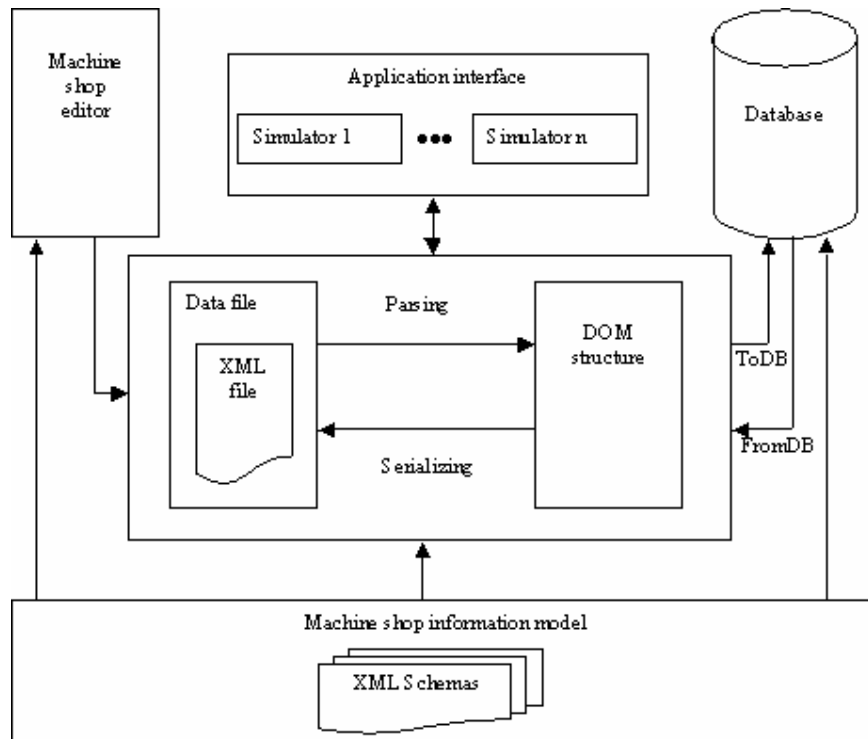 Machine
shop
editor
Application interface
Simulator 1
Simulator n
Database
Data file
XML
file
Parsing
Serializing
DOM
structure
ToDB
FromDB
Machine shop information model
XML Schemas